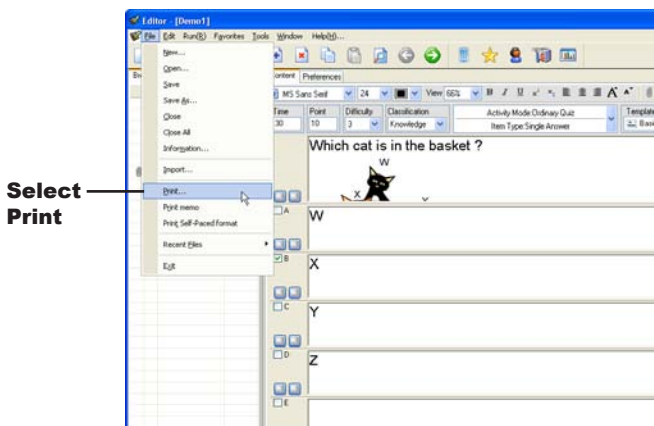 Editor - [Demo1]
File Edit Run(R) Favorites Tools Window Help(H)...
New...
Open...
Save
Save As...
Close
Close All
Information...
Import...
Print...
Print memo
Print Self-Paced format
Recent Files
Exit
Select
Print
Content Preferences
MS Sans Serif 24 View 66% B I U
Time Point Difficulty Classification Activity Mode:Ordinary Quiz Template
30 10 3 Knowledge Item Type:Single Answer
Which cat is in the basket ?
W
X Y
A W
B X
C Y
D Z
E